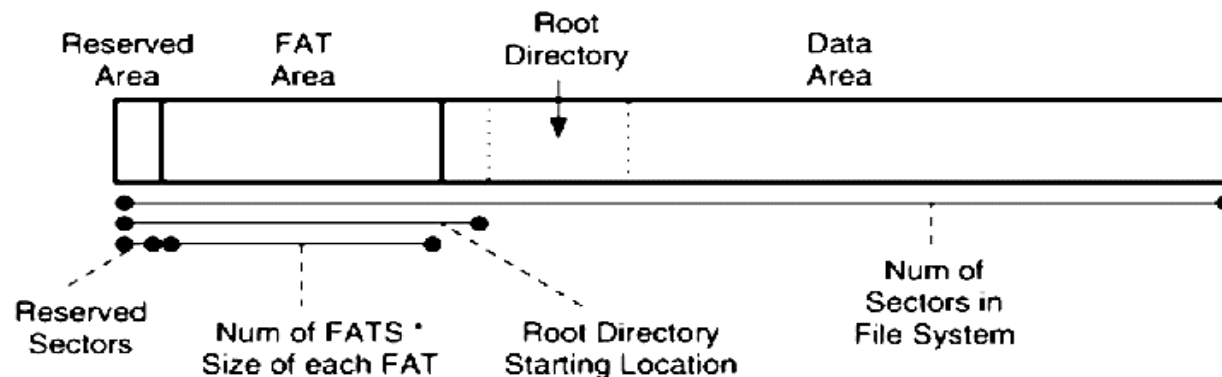 Reserved
Area
FAT
Area
Root
Directory
Data
Area
Reserved
Sectors
Num of FATS *
Size of each FAT
Root Directory
Starting Location
Num of
Sectors in
File System